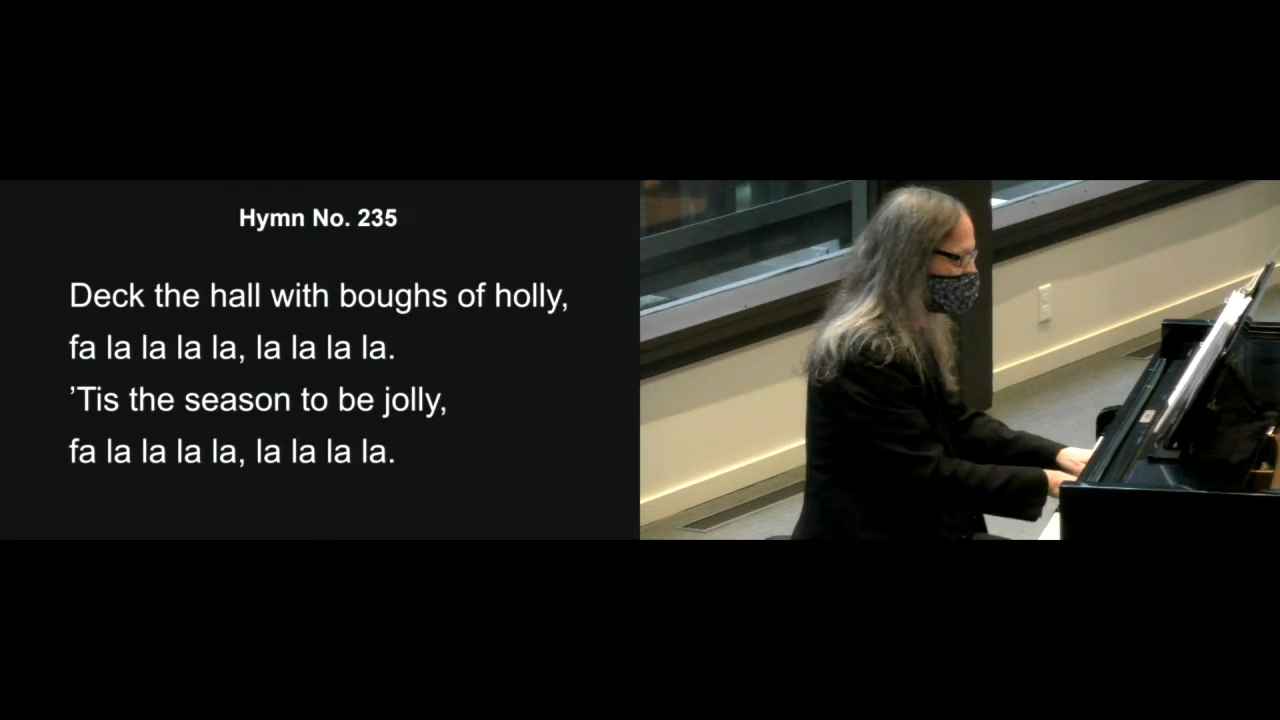 Hymn No. 235
Deck the hall with boughs of holly,
fa la la la la, la la la la.
’Tis the season to be jolly,
fa la la la la, la la la la.